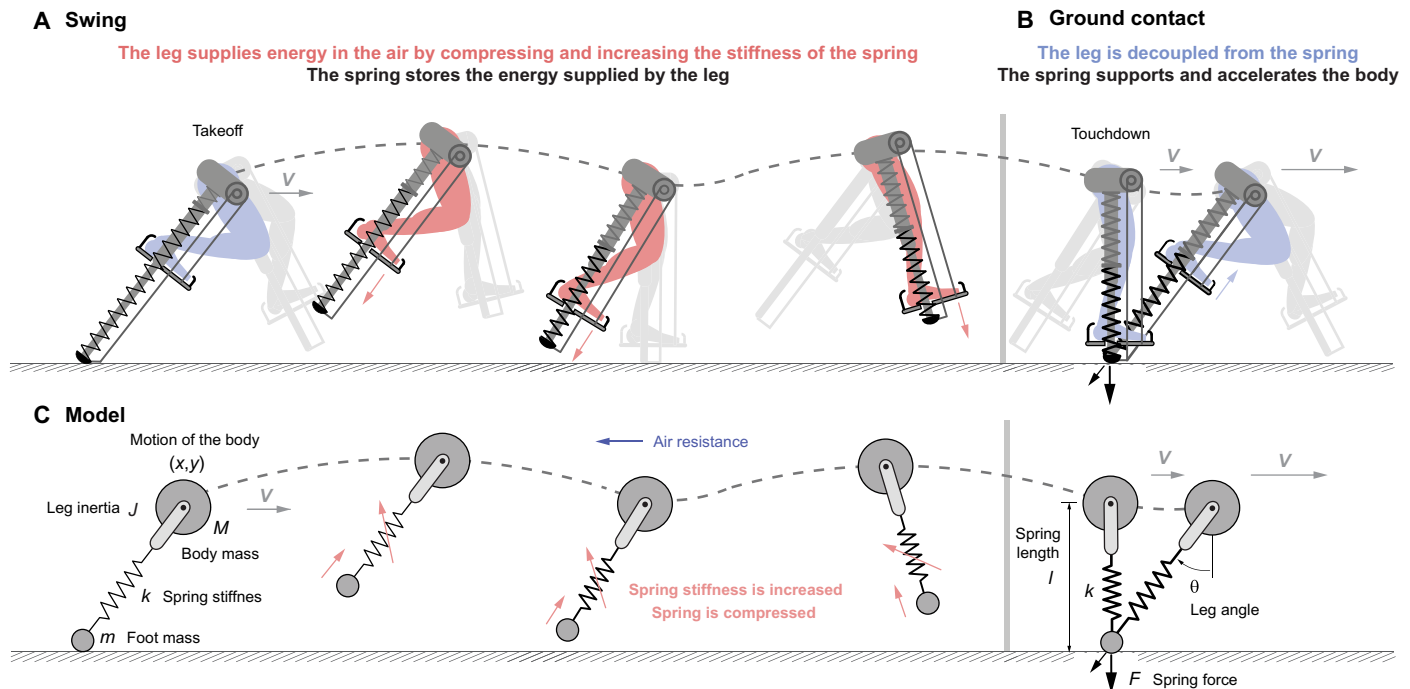 A Swing
The leg supplies energy in the air by compressing and increasing the stiffness of the spring
The spring stores the energy supplied by the leg
Takeoff
V
B Ground contact
The leg is decoupled from the spring
The spring supports and accelerates the body
Touchdown
V
V
C Model
Motion of the body
(x,y)
Leg inertia J
V
M
Body mass
k Spring stiffnes
m Foot mass
Air resistance
Spring stiffness is increased
Spring is compressed
V
V
Spring
length
l
k
θ
Leg angle
F Spring force